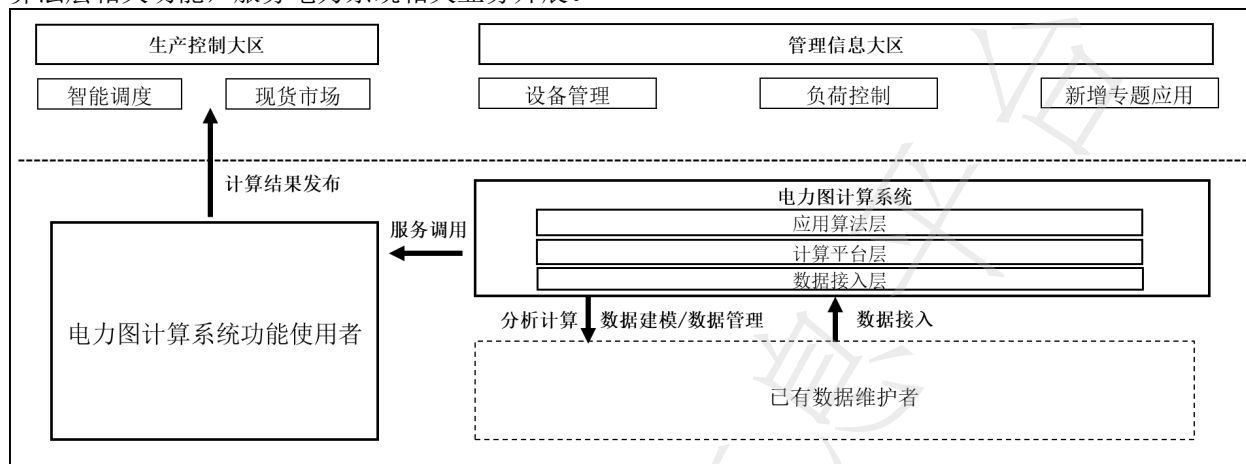 生产控制大区
管理信息大区
智能调度
现货市场
设备管理
负荷控制
新增专题应用
计算结果发布
电力图计算系统
应用算法层
服务调用
计算平台层
数据接入层
分析计算
数据建模/数据管理
数据接入
电力图计算系统功能使用者
已有数据维护者